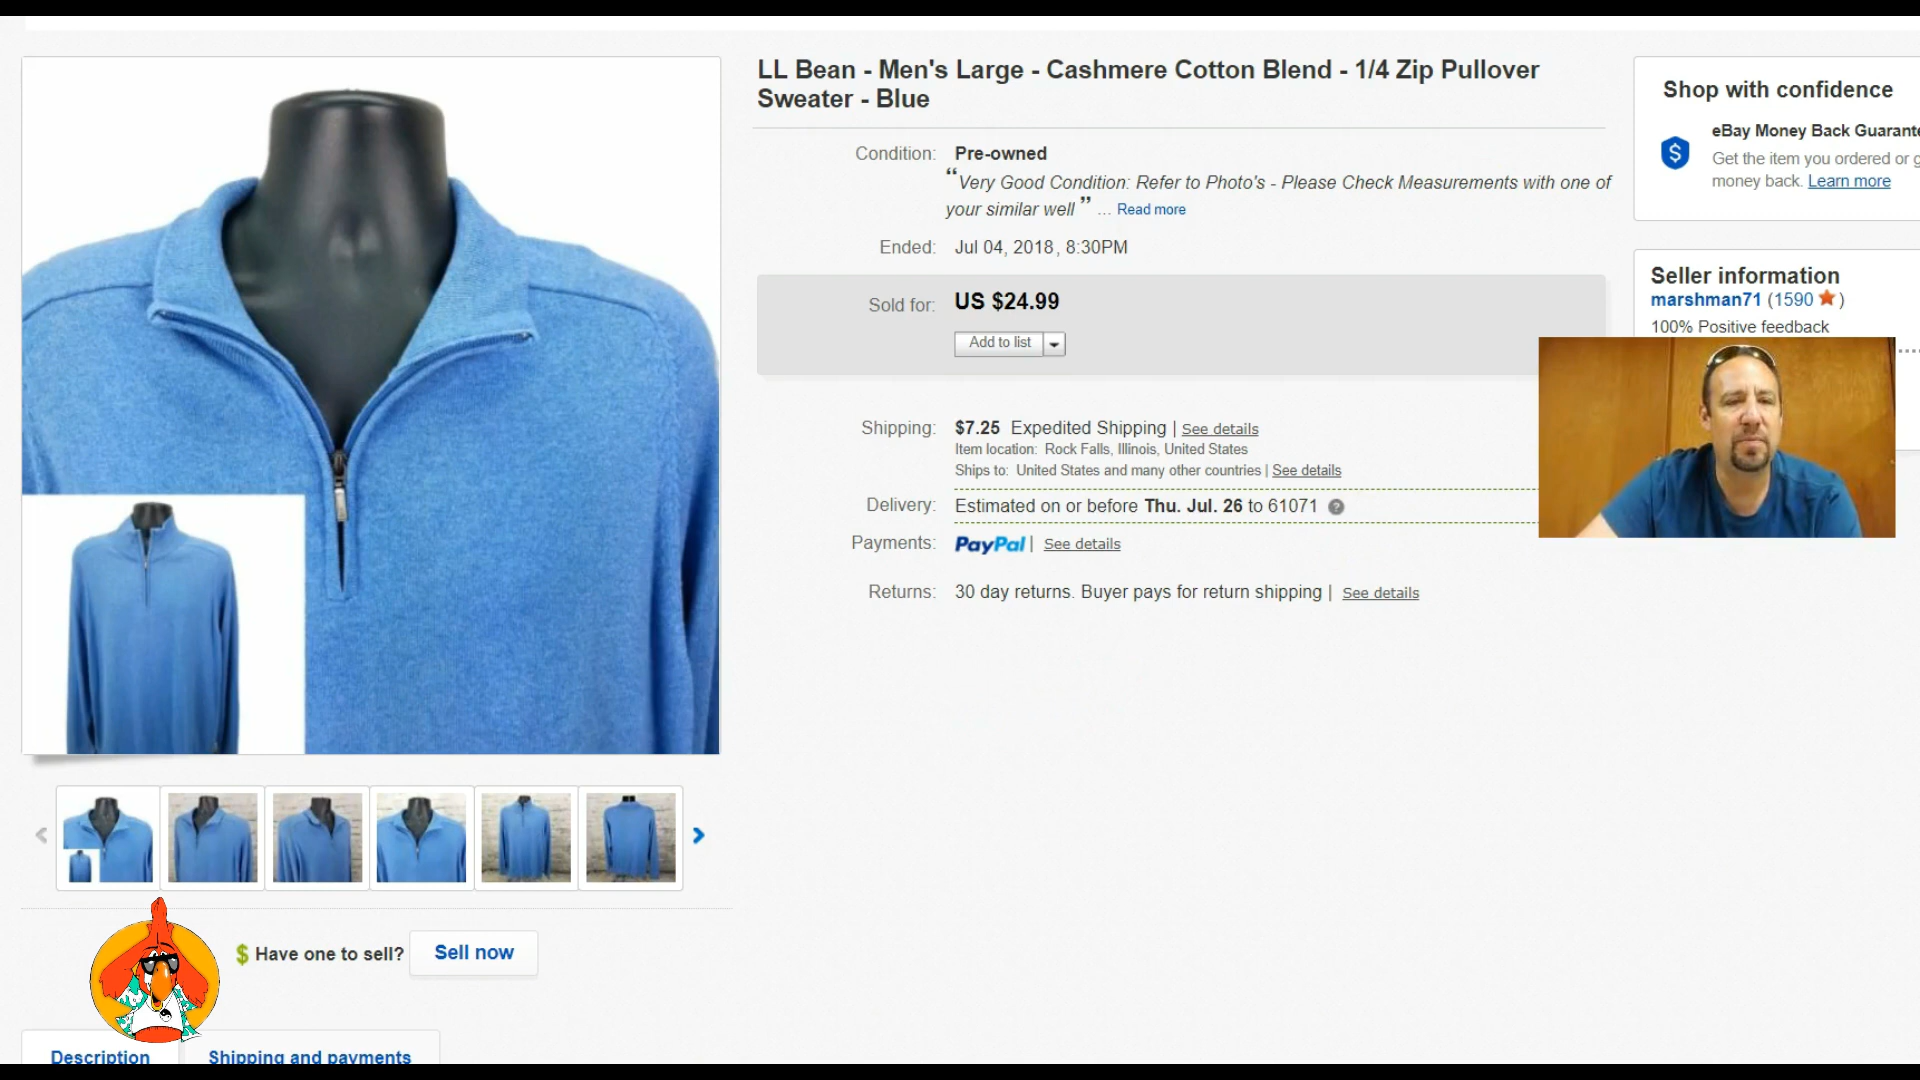 LL Bean - Men's Large - Cashmere Cotton Blend - 1/4 Zip Pullover
Sweater - Blue
Condition: Pre-owned
“Very Good Condition: Refer to Photo's - Please Check Measurements with one of
your similar well ” ... Read more
Ended: Jul 04, 2018 , 8:30PM
Sold for: US $24.99
Add to list
Shipping: $7.25 Expedited Shipping | See details
Item location: Rock Falls, Illinois, United States
Ships to: United States and many other countries | See details
Delivery: Estimated on or before Thu. Jul. 26 to 61071 ?
Payments: PayPal | See details
Returns: 30 day returns. Buyer pays for return shipping | See details
Shop with confidence
$
eBay Money Back Guarante
Get the item you ordered or g
money back. Learn more
Seller information
marshman71 (1590 )
100% Positive feedback
$ Have one to sell? Sell now
Description
Shipping and payments